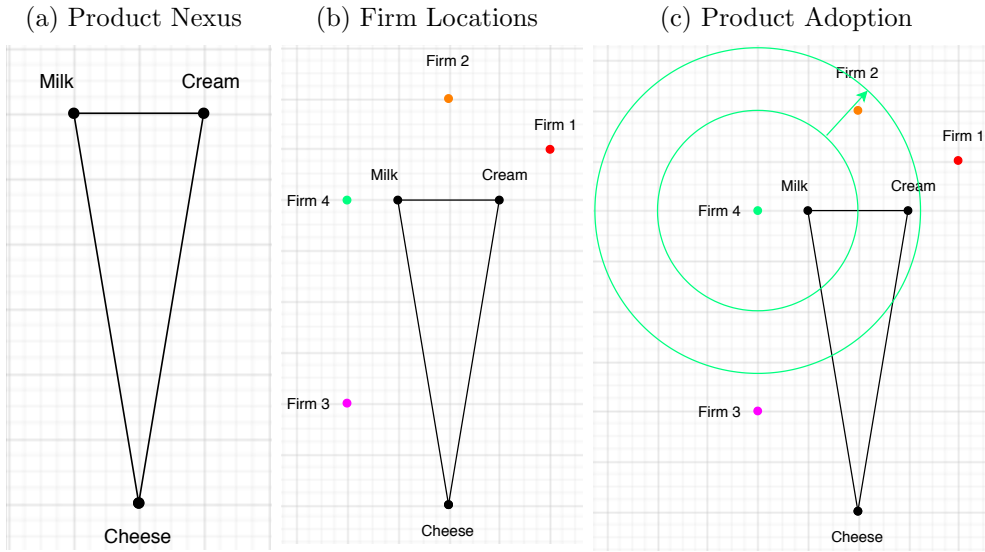 (a) Product Nexus
Milk
Cream
Cheese
(b) Firm Locations
Firm 2
Firm 1
Milk
Cream
Firm 4
Firm 3
Cheese
(c) Product Adoption
Firm 2
Firm 1
Milk
Cream
Firm 4
Firm 3
Cheese